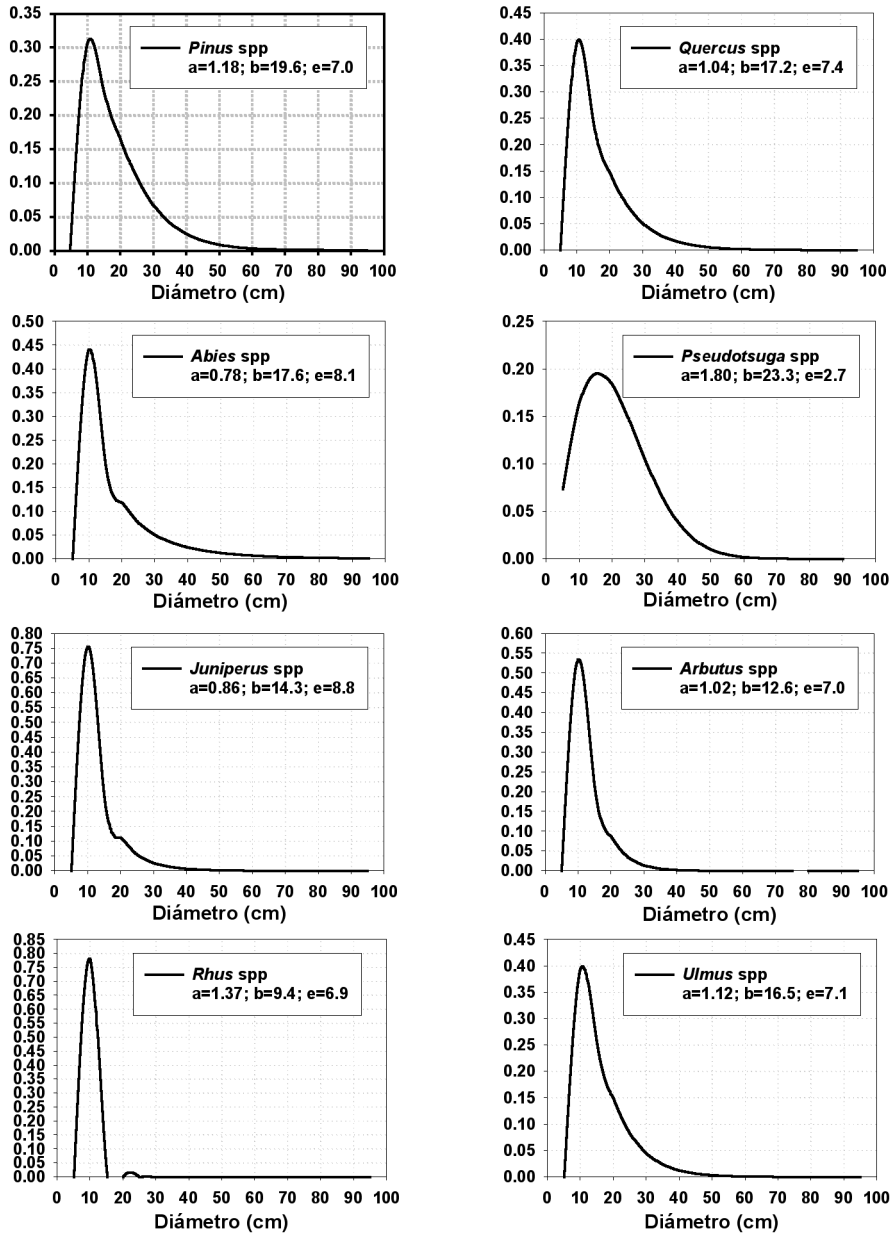 0.35
0.30
0.25
0.20
0.15
0.10
0.05
0.00
Pinus spp
a=1.18; b=19.6; e=7.0
0 10 20 30 40 50 60 70 80 90 100
Diámetro (cm)
0.45
0.40
0.35
0.30
0.25
0.20
0.15
0.10
0.05
0.00
Quercus spp
a=1.04; b=17.2; e=7.4
0 10 20 30 40 50 60 70 80 90 100
Diámetro (cm)
0.50
0.45
0.40
0.35
0.30
0.25
0.20
0.15
0.10
0.05
0.00
Abies spp
a=0.78; b=17.6; e=8.1
0 10 20 30 40 50 60 70 80 90 100
Diámetro (cm)
0.25
0.20
0.15
0.10
0.05
0.00
Pseudotsuga spp
a=1.80; b=23.3; e=2.7
0 10 20 30 40 50 60 70 80 90 100
Diámetro (cm)
0.80
0.75
0.70
0.65
0.60
0.55
0.50
0.45
0.40
0.35
0.30
0.25
0.20
0.15
0.10
0.05
0.00
Juniperus spp
a=0.86; b=14.3; e=8.8
0 10 20 30 40 50 60 70 80 90 100
Diámetro (cm)
0.60
0.55
0.50
0.45
0.40
0.35
0.30
0.25
0.20
0.15
0.10
0.05
0.00
Arbutus spp
a=1.02; b=12.6; e=7.0
0 10 20 30 40 50 60 70 80 90 100
Diámetro (cm)
0.85
0.80
0.75
0.70
0.65
0.60
0.55
0.50
0.45
0.40
0.35
0.30
0.25
0.20
0.15
0.10
0.05
0.00
Rhus spp
a=1.37; b=9.4; e=6.9
0 10 20 30 40 50 60 70 80 90 100
Diámetro (cm)
0.45
0.40
0.35
0.30
0.25
0.20
0.15
0.10
0.05
0.00
Ulmus spp
a=1.12; b=16.5; e=7.1
0 10 20 30 40 50 60 70 80 90 100
Diámetro (cm)